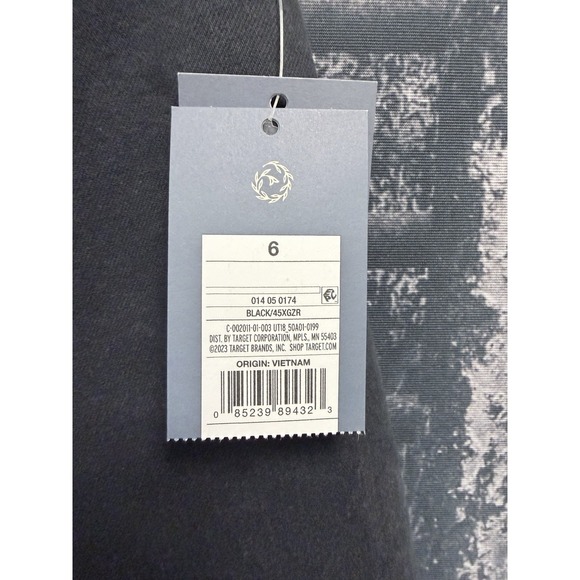 6
014 05 0174
BLACK/45XGZR
C-002011-01-003 UT18_50A01-0199
DIST. BY TARGET CORPORATION, MPLS., MN 55403
©2023 TARGET BRANDS, INC. SHOP TARGET.COM
ORIGIN: VIETNAM
0 85239 89432 3